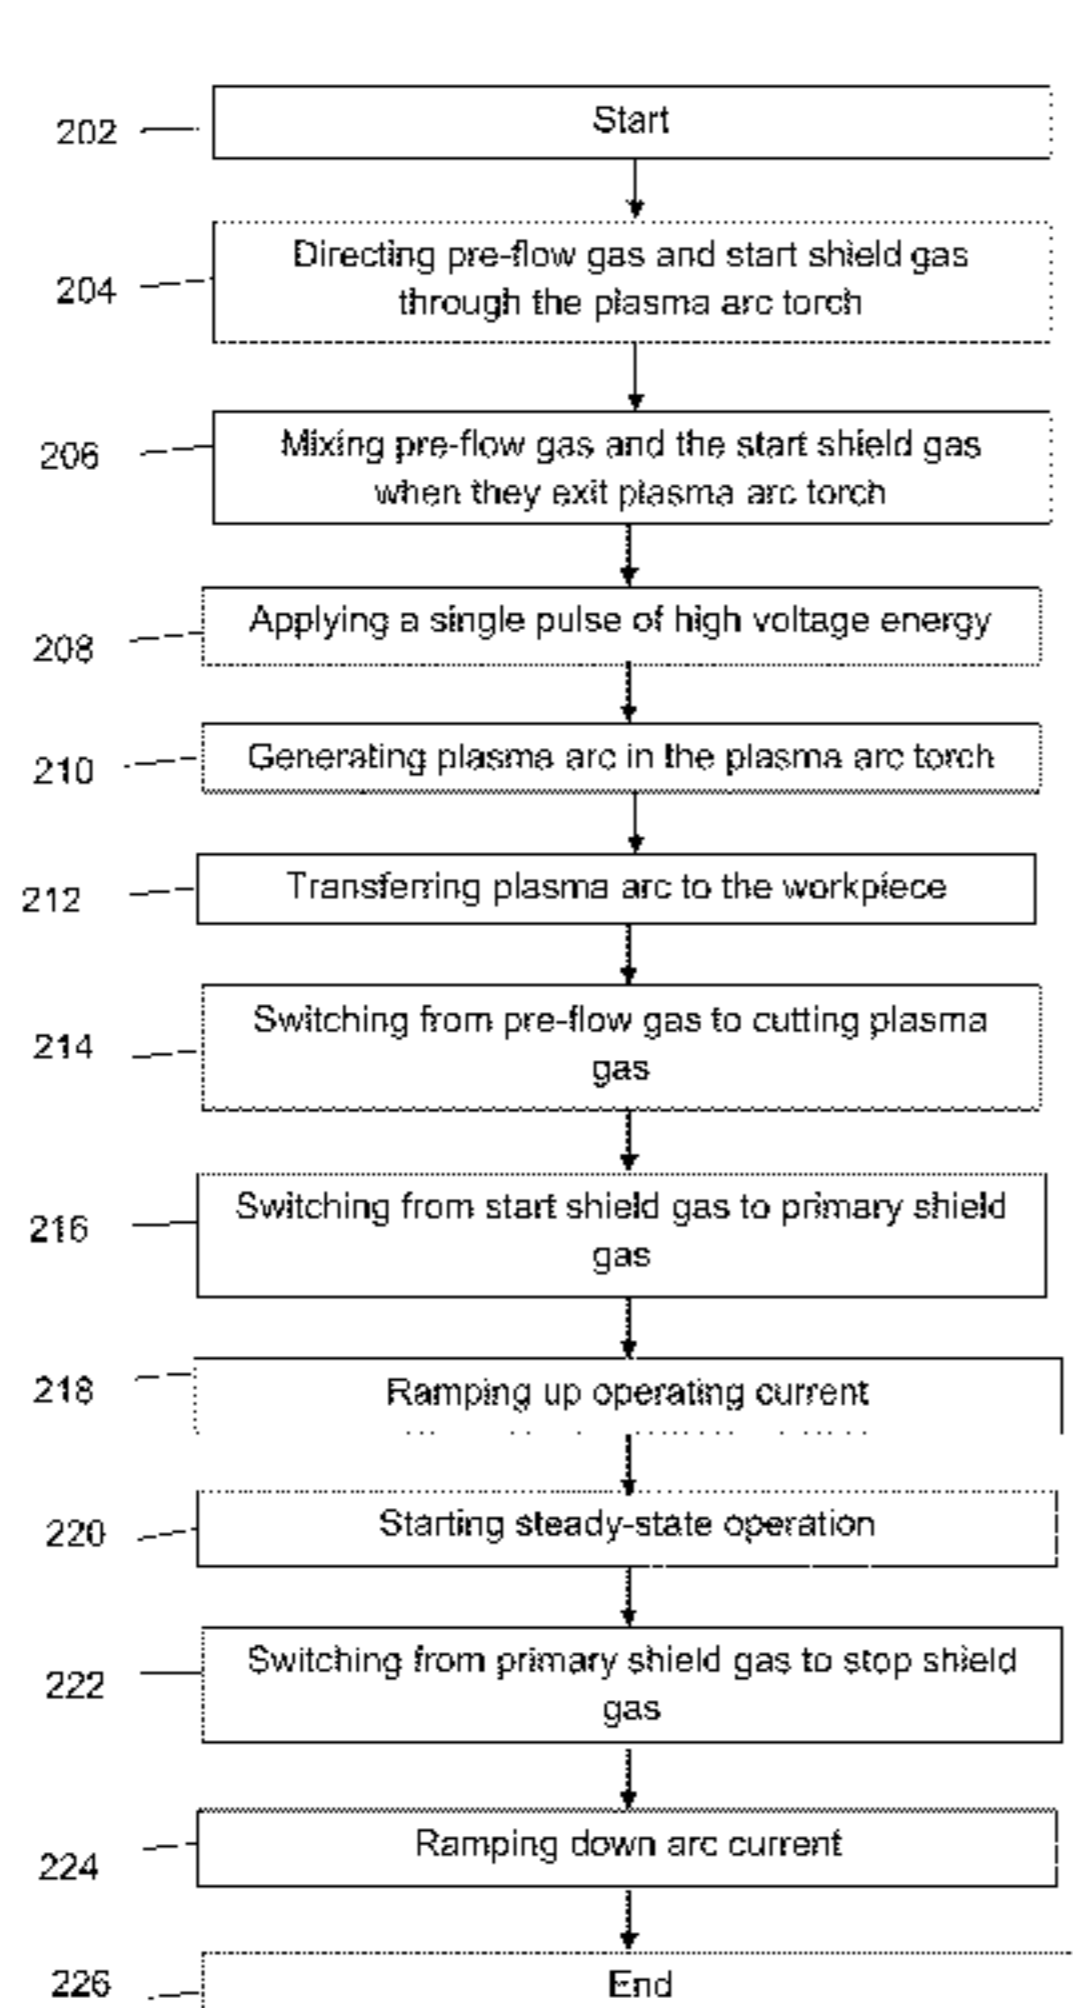 202
Start
204
Directing pre-flow gas and start shield gas
through the plasma arc torch
206
Mixing pre-flow gas and the start shield gas
when they exit plasma arc torch
208
Applying a single pulse of high voltage energy
210
Generating plasma arc in the plasma arc torch
212
Transferring plasma arc to the workpiece
214
Switching from pre-flow gas to cutting plasma
gas
216
Switching from start shield gas to primary shield
gas
218
Ramping up operating current
220
Starting steady-state operation
222
Switching from primary shield gas to stop shield
gas
224
Ramping down arc current
226
End